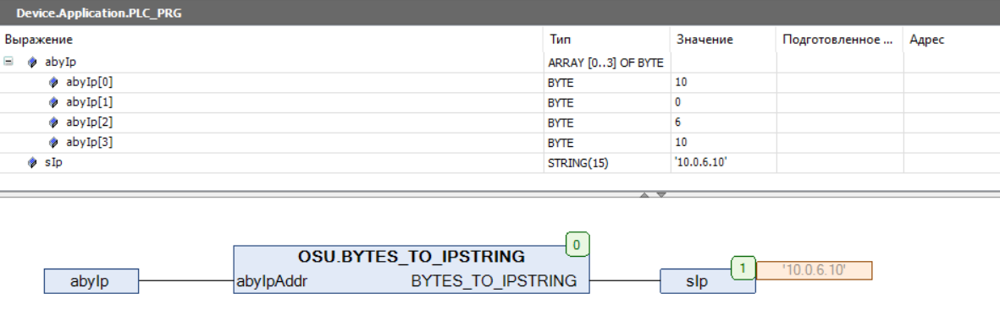 Device.Application.PLC_PRG
Выражение Тип Значение Подготовленное ... Адрес
abyIp ARRAY [0..3] OF BYTE
abyIp[0] BYTE 10
abyIp[1] BYTE 0
abyIp[2] BYTE 6
abyIp[3] BYTE 10
sIp STRING(15) '10.0.6.10'
0
OSU.BYTES_TO_IPSTRING
1 '10.0.6.10'
abyIp abyIpAddr BYTES_TO_IPSTRING sIp